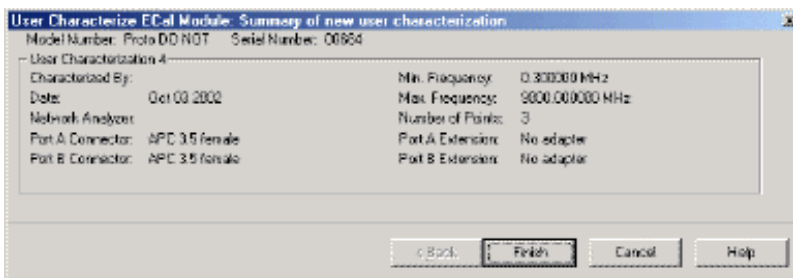 User Characterize ECal Module: Summary of new user characterization
Model Number: Proto DO NOT Serial Number: 00664
User Characterization 4
Characterized By: Min. Frequency: 0.300000 MHz
Date: Oct 03 2002 Max. Frequency: 9000.000000 MHz
Network Analyzer: Number of Points: 3
Port A Connector: APC 3.5 female Port A Extension: No adapter
Port B Connector: APC 3.5 female Port B Extension: No adapter
< Back Finish Cancel Help